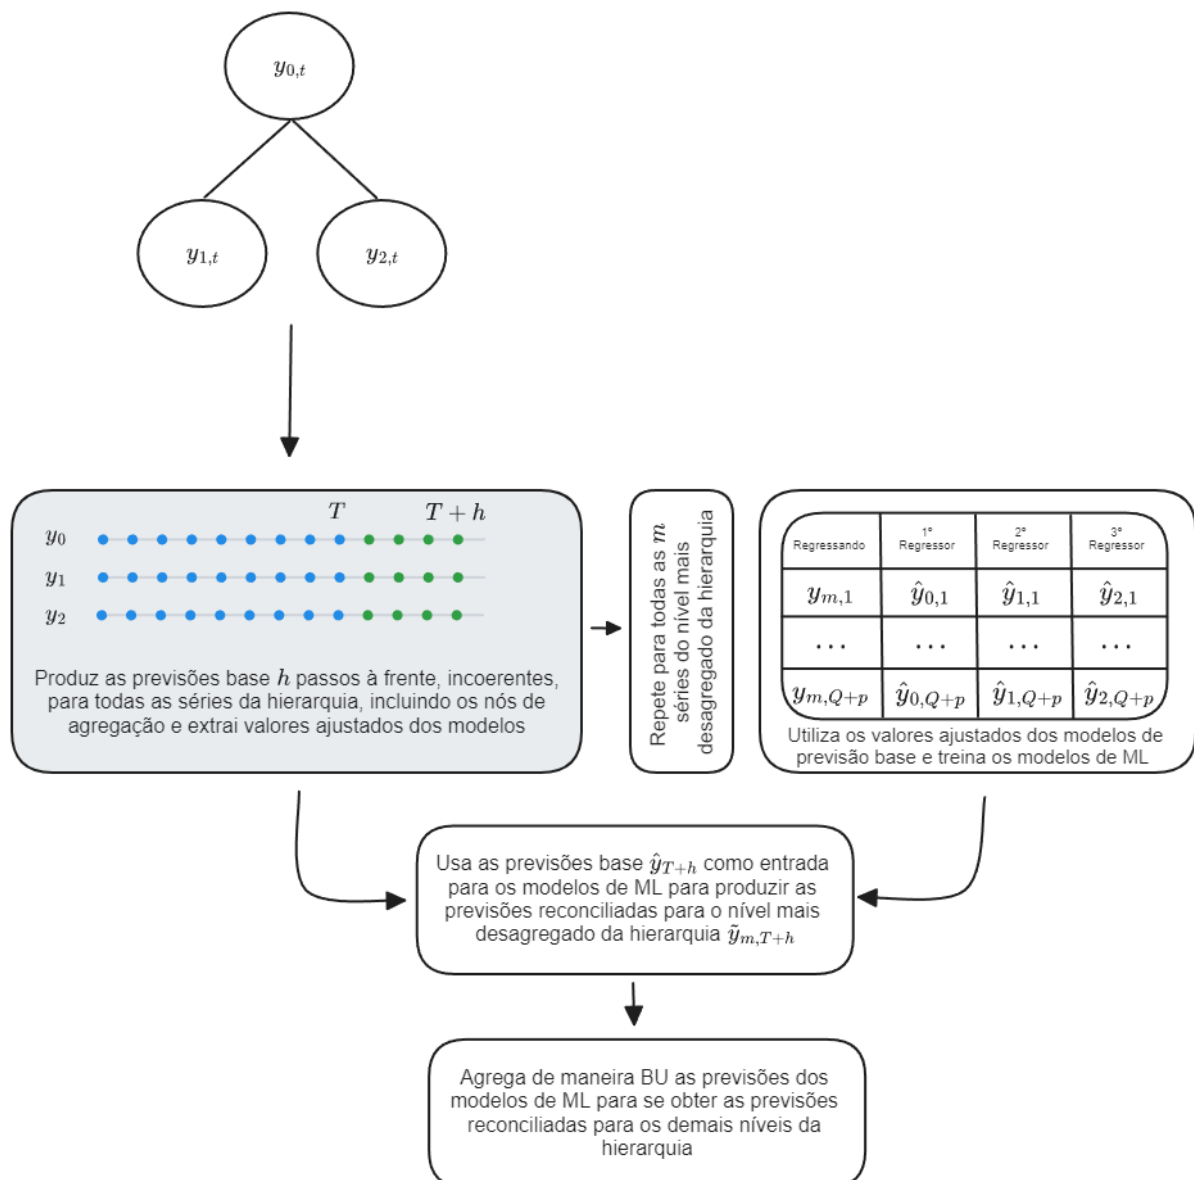 y_{0,t}
y_{1,t}
y_{2,t}
T
T + h
y_0
y_1
y_2
Produz as previsões base h passos à frente, incoerentes,
para todas as séries da hierarquia, incluindo os nós de
agregação e extrai valores ajustados dos modelos
Repete para todas as m
séries do nível mais
desagregado da hierarquia
Regressando
1º
Regressor
2º
Regressor
3º
Regressor
y_{m,1}
ŷ_{0,1}
ŷ_{1,1}
ŷ_{2,1}
...
...
...
...
y_{m,Q+p}
ŷ_{0,Q+p}
ŷ_{1,Q+p}
ŷ_{2,Q+p}
Utiliza os valores ajustados dos modelos de
previsão base e treina os modelos de ML
Usa as previsões base ŷ_{T+h} como entrada
para os modelos de ML para produzir as
previsões reconciliadas para o nível mais
desagregado da hierarquia ỹ_{m,T+h}
Agrega de maneira BU as previsões dos
modelos de ML para se obter as previsões
reconciliadas para os demais níveis da
hierarquia